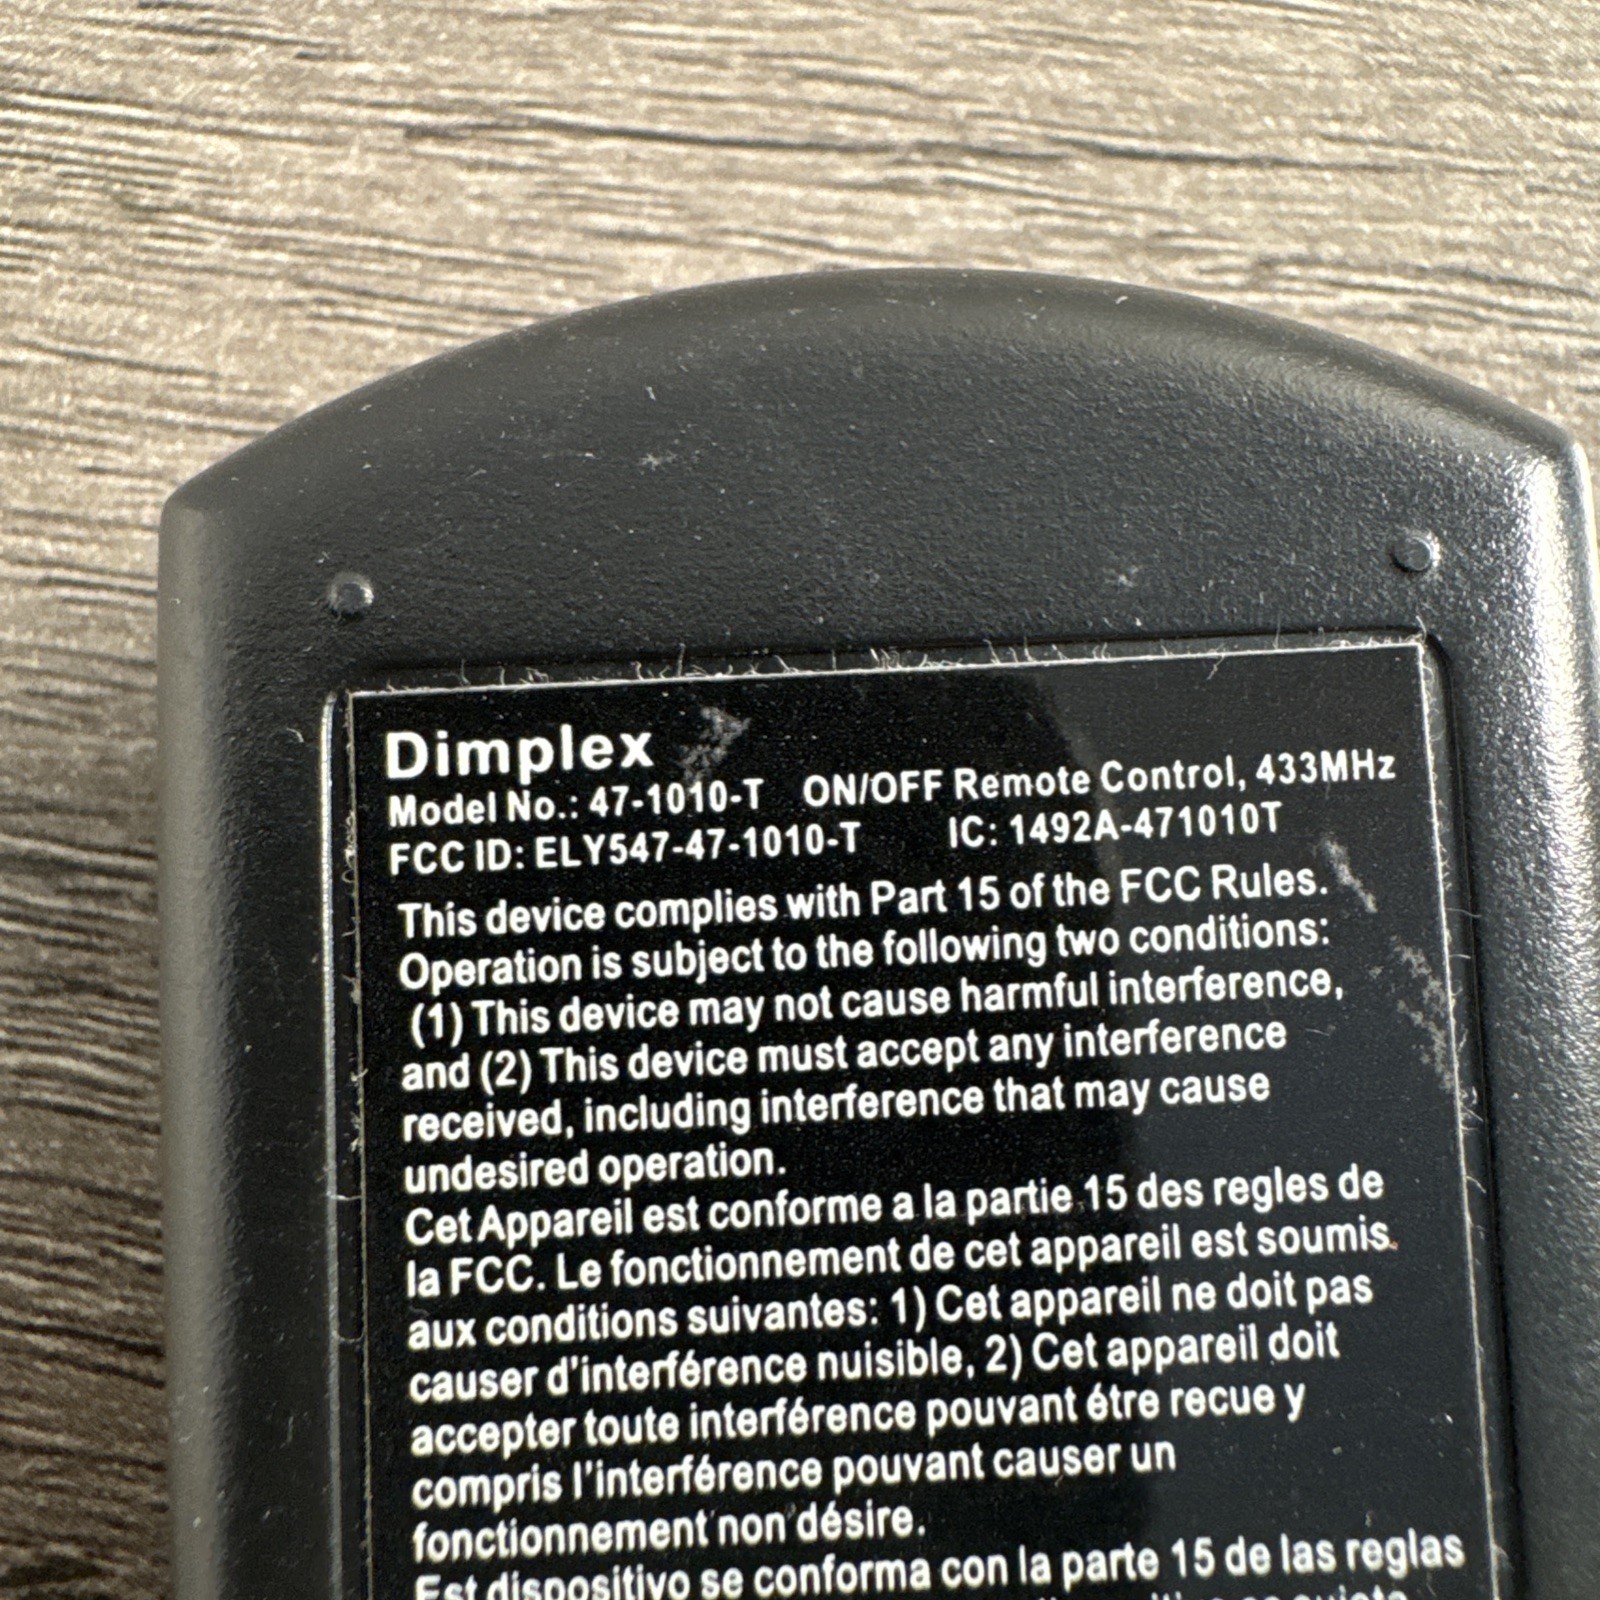 Dimplex
Model No.: 47-1010-T ON/OFF Remote Control, 433MHz
FCC ID: ELY547-47-1010-T IC: 1492A-471010T
This device complies with Part 15 of the FCC Rules.
Operation is subject to the following two conditions:
(1) This device may not cause harmful interference,
and (2) This device must accept any interference
received, including interference that may cause
undesired operation.
Cet Appareil est conforme a la partie 15 des regles de
la FCC. Le fonctionnement de cet appareil est soumis
aux conditions suivantes: 1) Cet appareil ne doit pas
causer d'interférence nuisible, 2) Cet appareil doit
accepter toute interférence pouvant étre recue y
compris l'interférence pouvant causer un
fonctionnement non désire.
Est dispositivo se conforma con la parte 15 de las reglas